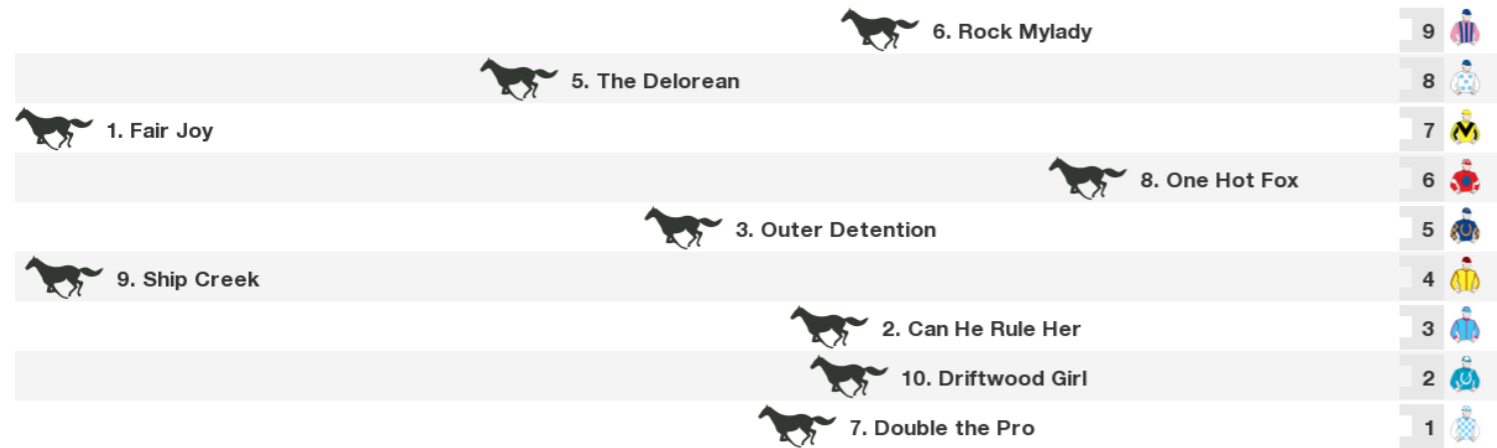 6. Rock Mylady 9
5. The Delorean 8
1. Fair Joy 7
8. One Hot Fox 6
3. Outer Detention 5
9. Ship Creek 4
2. Can He Rule Her 3
10. Driftwood Girl 2
7. Double the Pro 1